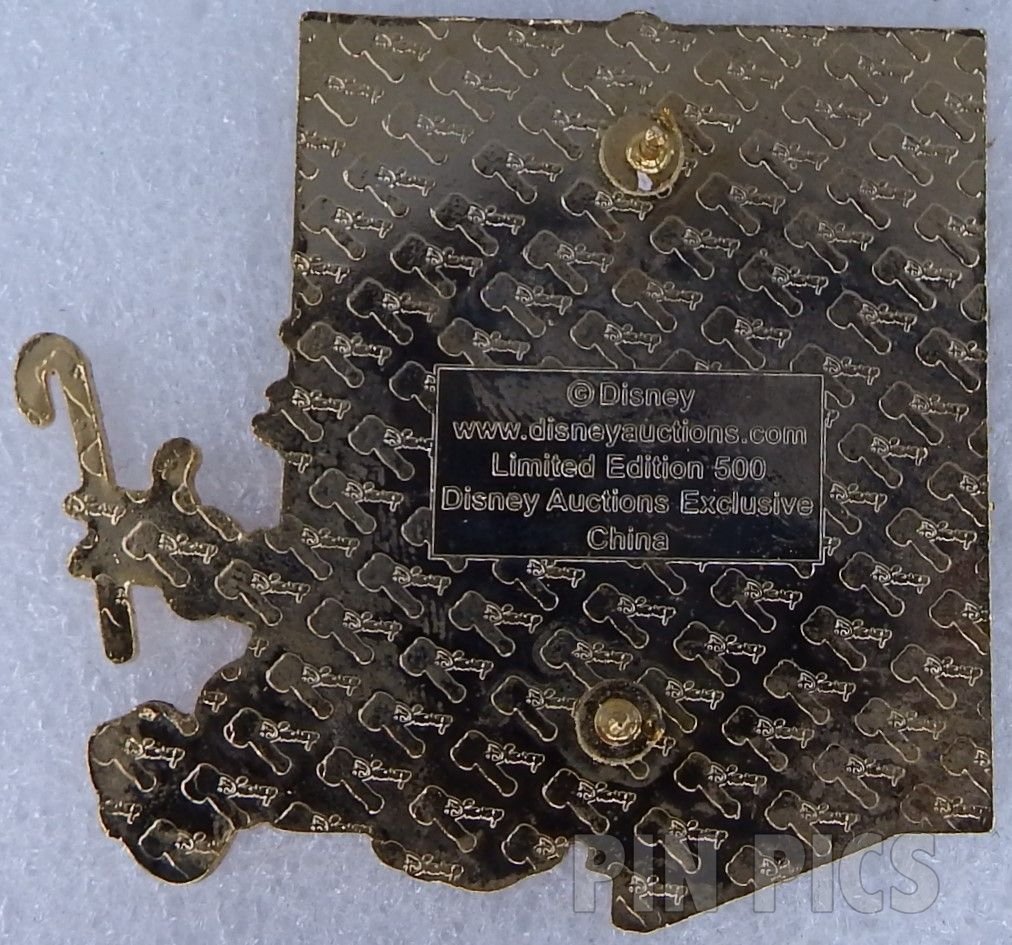 © Disney
www.disneyauctions.com
Limited Edition 500
Disney Auctions Exclusive
China
PIN PICS